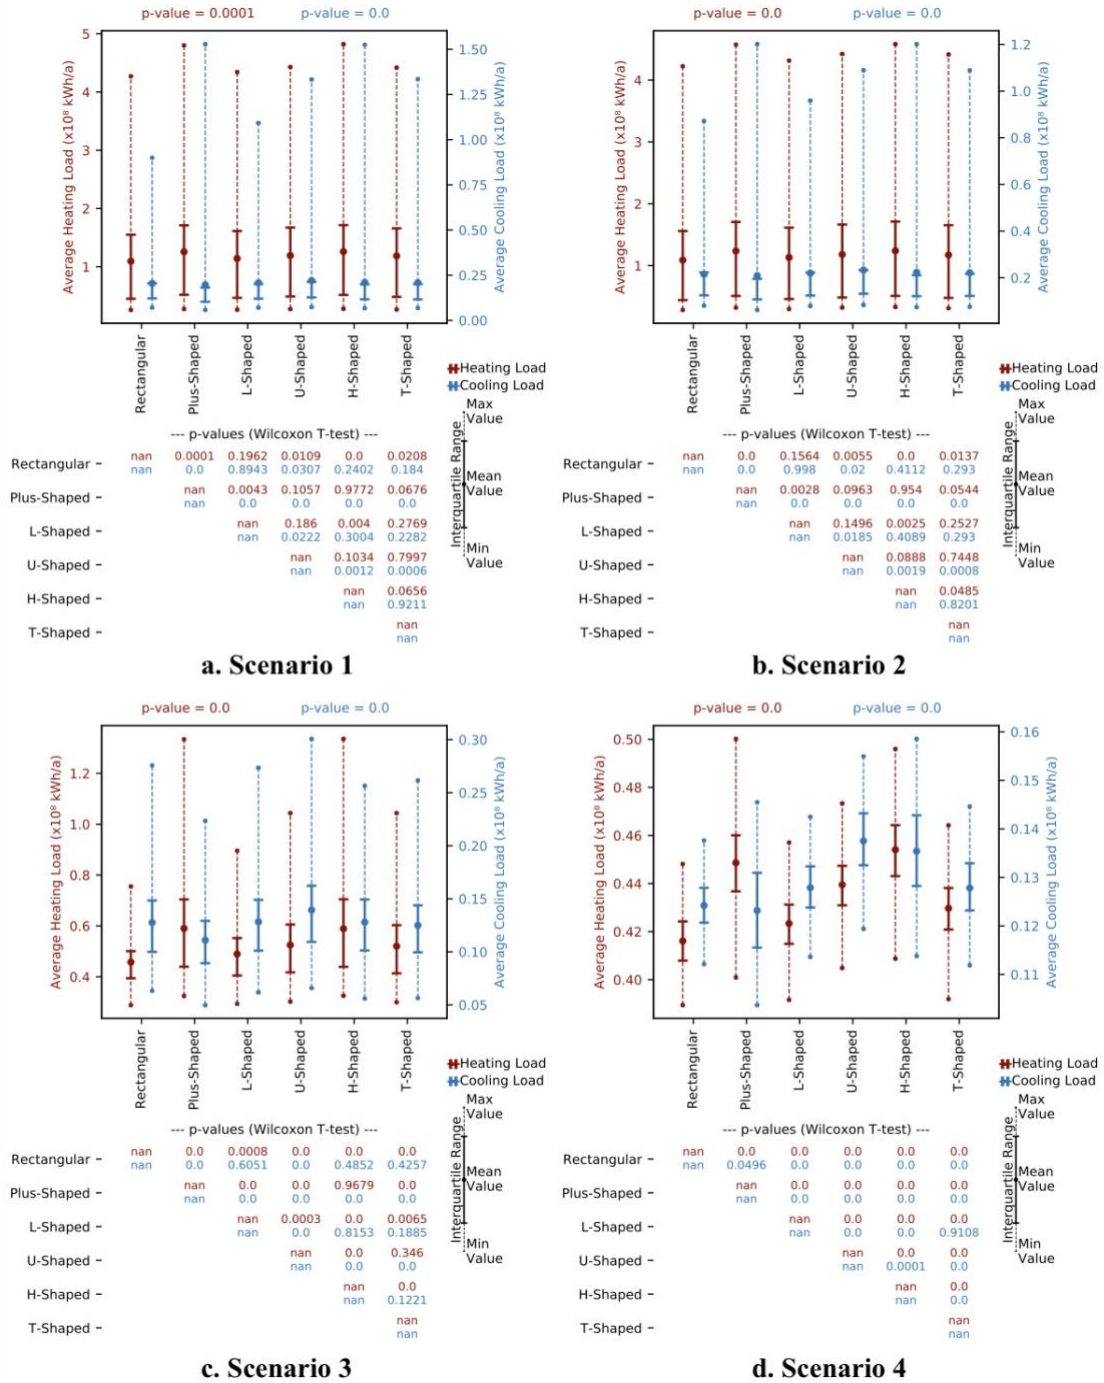 p-value = 0.0001 p-value = 0.0
5
4
3
2
1
Average Heating Load (x10⁸ kWh/a)
1.50
1.25
1.00
0.75
0.50
0.25
0.00
Average Cooling Load (x10⁸ kWh/a)
Rectangular
Plus-Shaped
L-Shaped
U-Shaped
H-Shaped
T-Shaped
Heating Load
Cooling Load
Max
Value
Interquartile Range
Mean
Value
Min
Value
--- p-values (Wilcoxon T-test) ---
nan 0.0001 0.1962 0.0109 0.0 0.0208
Rectangular -
nan 0.0 0.8943 0.0307 0.2402 0.184
nan 0.0043 0.1057 0.9772 0.0676
Plus-Shaped -
nan 0.0 0.0 0.0 0.0
nan 0.186 0.004 0.2769
L-Shaped -
nan 0.0222 0.3004 0.2282
nan 0.1034 0.7997
U-Shaped -
nan 0.0012 0.0006
nan 0.0656
H-Shaped -
nan 0.9211
nan
T-Shaped -
nan
a. Scenario 1
p-value = 0.0 p-value = 0.0
4
3
2
1
Average Heating Load (x10⁸ kWh/a)
1.2
1.0
0.8
0.6
0.4
0.2
Average Cooling Load (x10⁸ kWh/a)
Rectangular
Plus-Shaped
L-Shaped
U-Shaped
H-Shaped
T-Shaped
Heating Load
Cooling Load
Max
Value
Interquartile Range
Mean
Value
Min
Value
--- p-values (Wilcoxon T-test) ---
nan 0.0 0.1564 0.0055 0.0 0.0137
Rectangular -
nan 0.0 0.998 0.02 0.4112 0.293
nan 0.0028 0.0963 0.954 0.0544
Plus-Shaped -
nan 0.0 0.0 0.0 0.0
nan 0.1496 0.0025 0.2527
L-Shaped -
nan 0.0185 0.4089 0.293
nan 0.0888 0.7448
U-Shaped -
nan 0.0019 0.0008
nan 0.0485
H-Shaped -
nan 0.8201
nan
T-Shaped -
nan
b. Scenario 2
p-value = 0.0 p-value = 0.0
1.2
1.0
0.8
0.6
0.4
Average Heating Load (x10⁸ kWh/a)
0.30
0.25
0.20
0.15
0.10
0.05
Average Cooling Load (x10⁸ kWh/a)
Rectangular
Plus-Shaped
L-Shaped
U-Shaped
H-Shaped
T-Shaped
Heating Load
Cooling Load
Max
Value
Interquartile Range
Mean
Value
Min
Value
--- p-values (Wilcoxon T-test) ---
nan 0.0 0.0008 0.0 0.0 0.0
Rectangular -
nan 0.0 0.6051 0.0 0.4852 0.4257
nan 0.0 0.0 0.9679 0.0
Plus-Shaped -
nan 0.0 0.0 0.0 0.0
nan 0.0003 0.0 0.0065
L-Shaped -
nan 0.0 0.8153 0.1885
nan 0.0 0.346
U-Shaped -
nan 0.0 0.0
nan 0.0
H-Shaped -
nan 0.1221
nan
T-Shaped -
nan
c. Scenario 3
p-value = 0.0 p-value = 0.0
0.50
0.48
0.46
0.44
0.42
0.40
Average Heating Load (x10⁸ kWh/a)
0.16
0.15
0.14
0.13
0.12
0.11
Average Cooling Load (x10⁸ kWh/a)
Rectangular
Plus-Shaped
L-Shaped
U-Shaped
H-Shaped
T-Shaped
Heating Load
Cooling Load
Max
Value
Interquartile Range
Mean
Value
Min
Value
--- p-values (Wilcoxon T-test) ---
nan 0.0 0.0 0.0 0.0 0.0
Rectangular -
nan 0.0496 0.0 0.0 0.0 0.0
nan 0.0 0.0 0.0 0.0
Plus-Shaped -
nan 0.0 0.0 0.0 0.0
nan 0.0 0.0 0.0
L-Shaped -
nan 0.0 0.0 0.9108
nan 0.0 0.0
U-Shaped -
nan 0.0001 0.0
nan 0.0
H-Shaped -
nan 0.0
nan
T-Shaped -
nan
d. Scenario 4